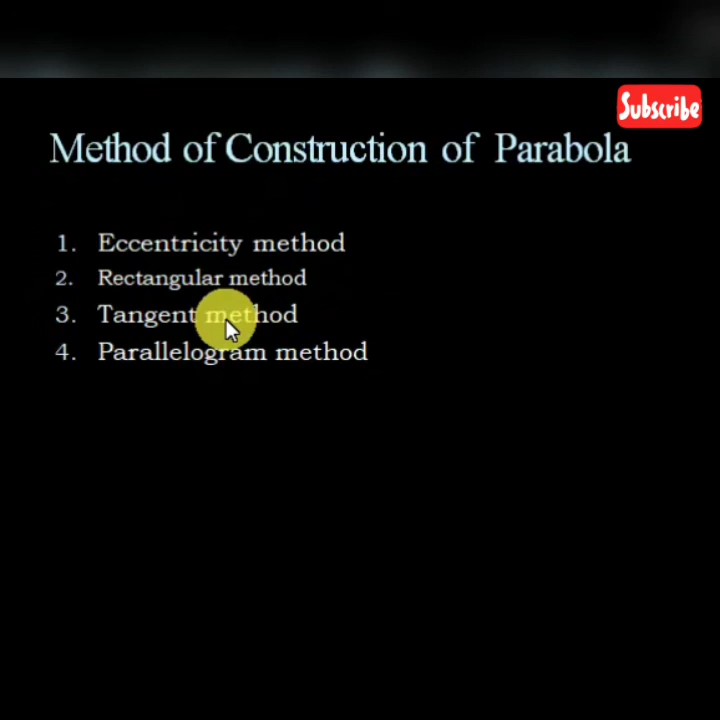 Subscribe
Method of Construction of Parabola
1. Eccentricity method
2. Rectangular method
3. Tangent method
4. Parallelogram method